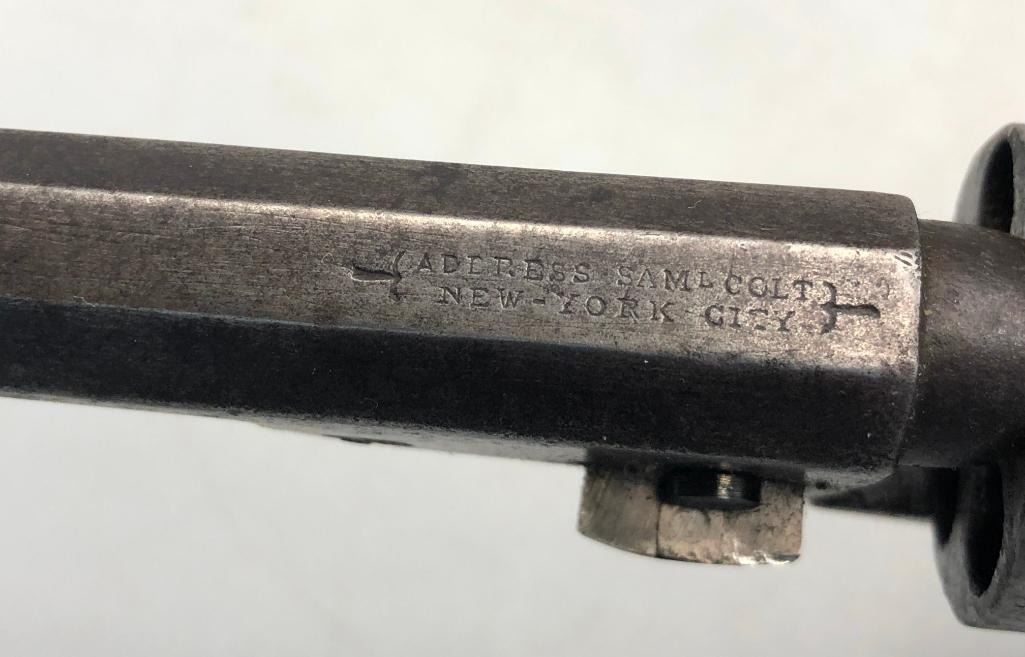 ADDRESS SAMᴸ COLT
NEW-YORK CITY